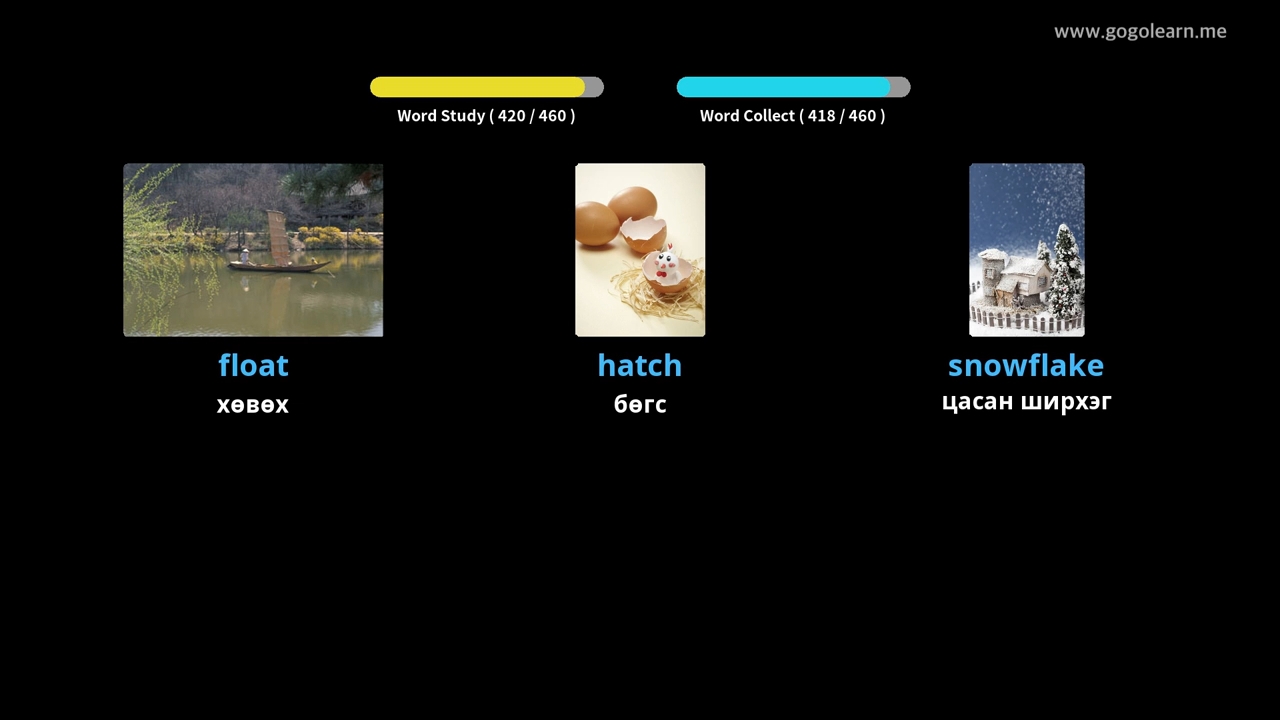 www.gogolearn.me
Word Study ( 420 / 460 )
Word Collect ( 418 / 460 )
float
hatch
snowflake
хөвөх
бөгс
цасан ширхэг